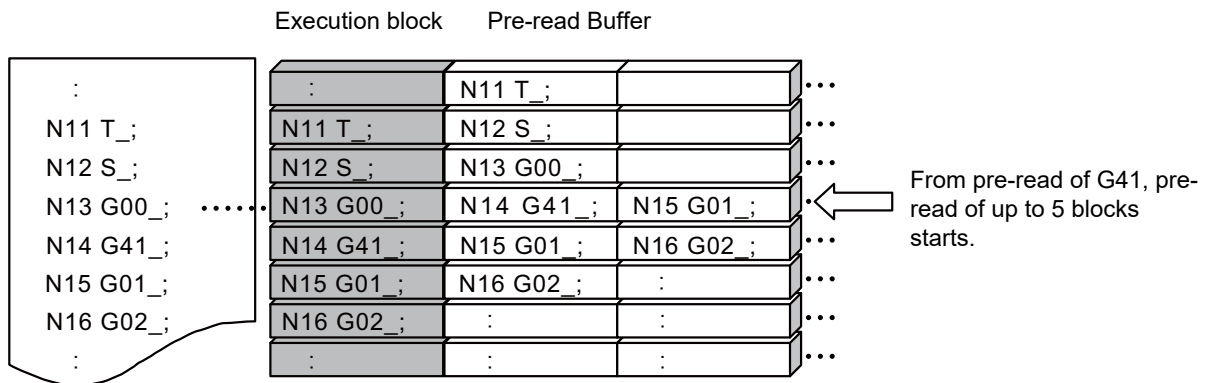 Execution block Pre-read Buffer
:
N11 T_;
N12 S_;
N13 G00_; ······
N14 G41_;
N15 G01_;
N16 G02_;
:
: N11 T_; ···
N11 T_; N12 S_; ···
N12 S_; N13 G00_; ···
N13 G00_; N14 G41_; N15 G01_; ·
N14 G41_; N15 G01_; N16 G02_; ···
N15 G01_; N16 G02_; : ···
N16 G02_; : : ···
: : : ···
From pre-read of G41, pre-
read of up to 5 blocks
starts.